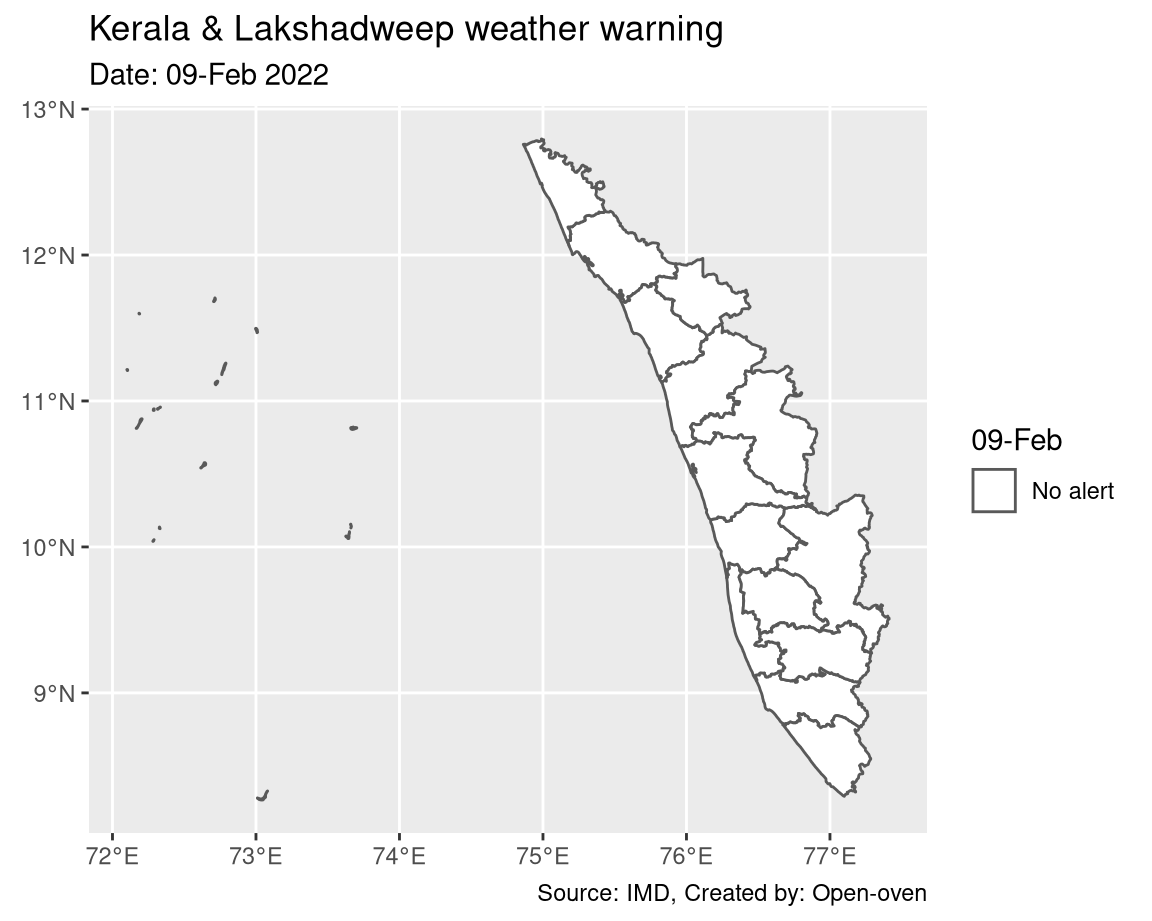 Kerala & Lakshadweep weather warning
Date: 09-Feb 2022
13°N
12°N
11°N
10°N
9°N
72°E 73°E 74°E 75°E 76°E 77°E
09-Feb
No alert
Source: IMD, Created by: Open-oven